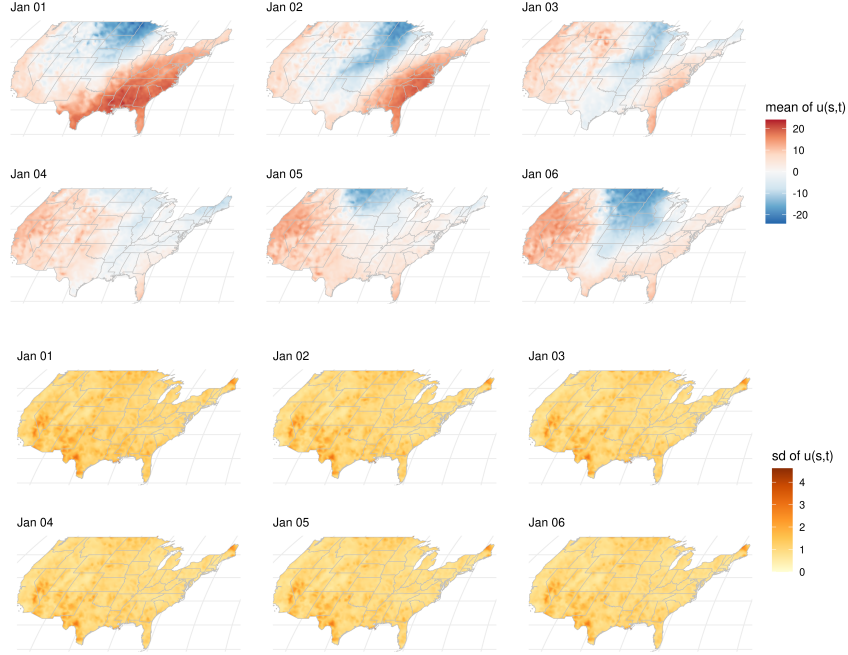 Jan 01
Jan 02
Jan 03
mean of u(s,t)
20
10
0
-10
-20
Jan 04
Jan 05
Jan 06
Jan 01
Jan 02
Jan 03
sd of u(s,t)
4
3
2
1
0
Jan 04
Jan 05
Jan 06